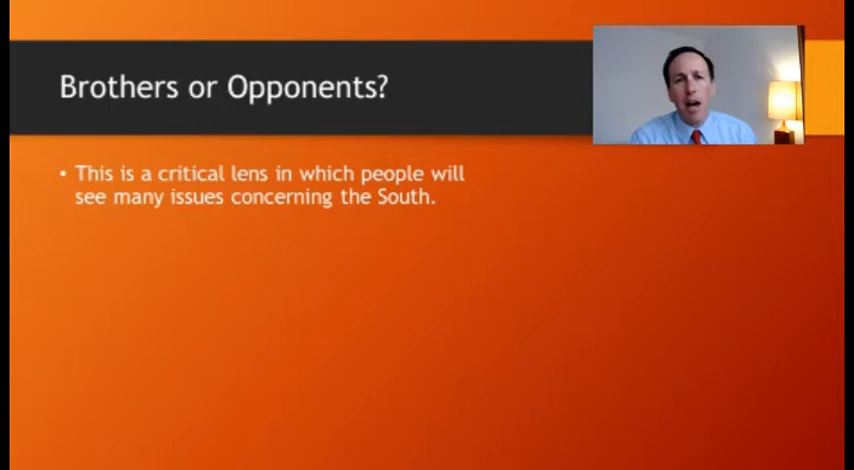 Brothers or Opponents?
• This is a critical lens in which people will
see many issues concerning the South.